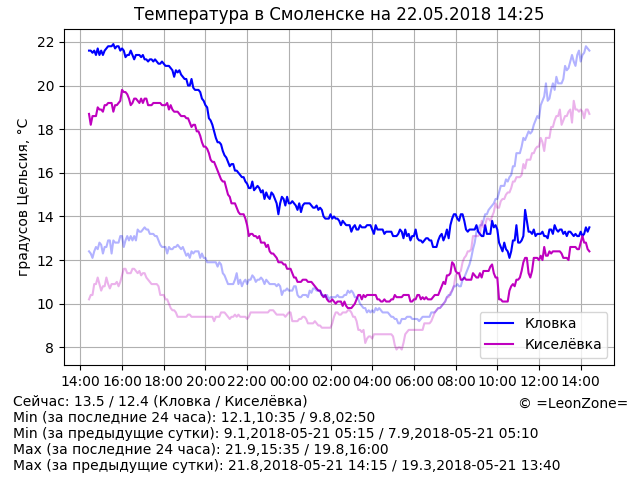 Температура в Смоленске на 22.05.2018 14:25
градусов Цельсия, °C
22
20
18
16
14
12
10
8
14:00 16:00 18:00 20:00 22:00 00:00 02:00 04:00 06:00 08:00 10:00 12:00 14:00
Кловка
Киселёвка
Сейчас: 13.5 / 12.4 (Кловка / Киселёвка)
© =LeonZone=
Min (за последние 24 часа): 12.1,10:35 / 9.8,02:50
Min (за предыдущие сутки): 9.1,2018-05-21 05:15 / 7.9,2018-05-21 05:10
Max (за последние 24 часа): 21.9,15:35 / 19.8,16:00
Max (за предыдущие сутки): 21.8,2018-05-21 14:15 / 19.3,2018-05-21 13:40